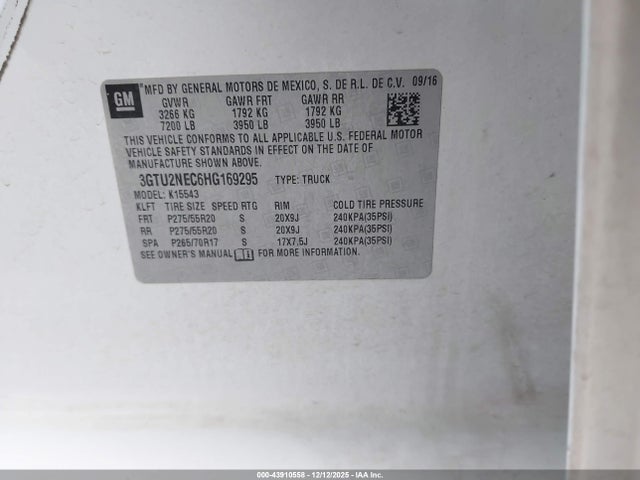 GM
MFD BY GENERAL MOTORS DE MEXICO, S. DE R.L. DE C.V. 09/16
GVWR GAWR FRT GAWR RR
3266 KG 1792 KG 1792 KG
7200 LB 3950 LB 3950 LB
THIS VEHICLE CONFORMS TO ALL APPLICABLE U.S. FEDERAL MOTOR
VEHICLE SAFETY STANDARDS IN EFFECT ON THE DATE OF
MANUFACTURE SHOWN ABOVE.
3GTU2NEC6HG169295 TYPE: TRUCK
MODEL: K15543
KLFT TIRE SIZE SPEED RTG RIM COLD TIRE PRESSURE
FRT P275/55R20 S 20X9J 240KPA(35PSI)
RR P275/55R20 S 20X9J 240KPA(35PSI)
SPA P265/70R17 S 17X7.5J 240KPA(35PSI)
SEE OWNER'S MANUAL FOR MORE INFORMATION.
000-43910558 - 12/12/2025 - IAA Inc.